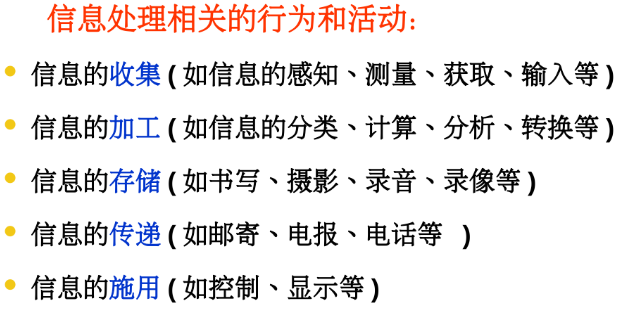 信息处理相关的行为和活动:
• 信息的收集 ( 如信息的感知、测量、获取、输入等 )
• 信息的加工 ( 如信息的分类、计算、分析、转换等 )
• 信息的存储 ( 如书写、摄影、录音、录像等 )
• 信息的传递 ( 如邮寄、电报、电话等 )
• 信息的施用 ( 如控制、显示等 )